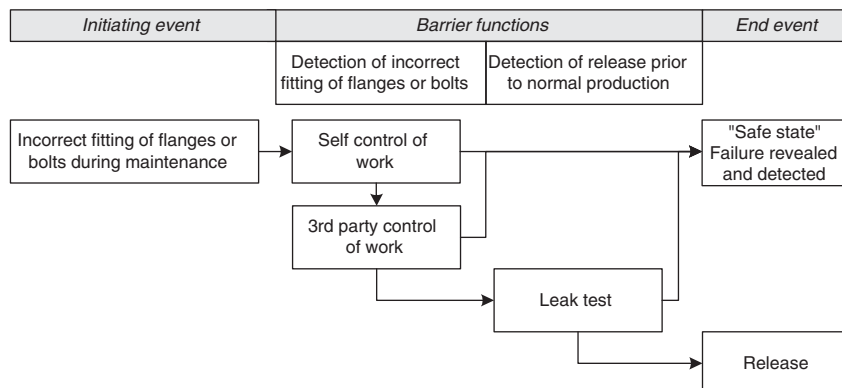 Initiating event
Barrier functions
End event
Detection of incorrect
fitting of flanges or bolts
Detection of release prior
to normal production
Incorrect fitting of flanges or
bolts during maintenance
Self control of
work
"Safe state"
Failure revealed
and detected
3rd party control
of work
Leak test
Release